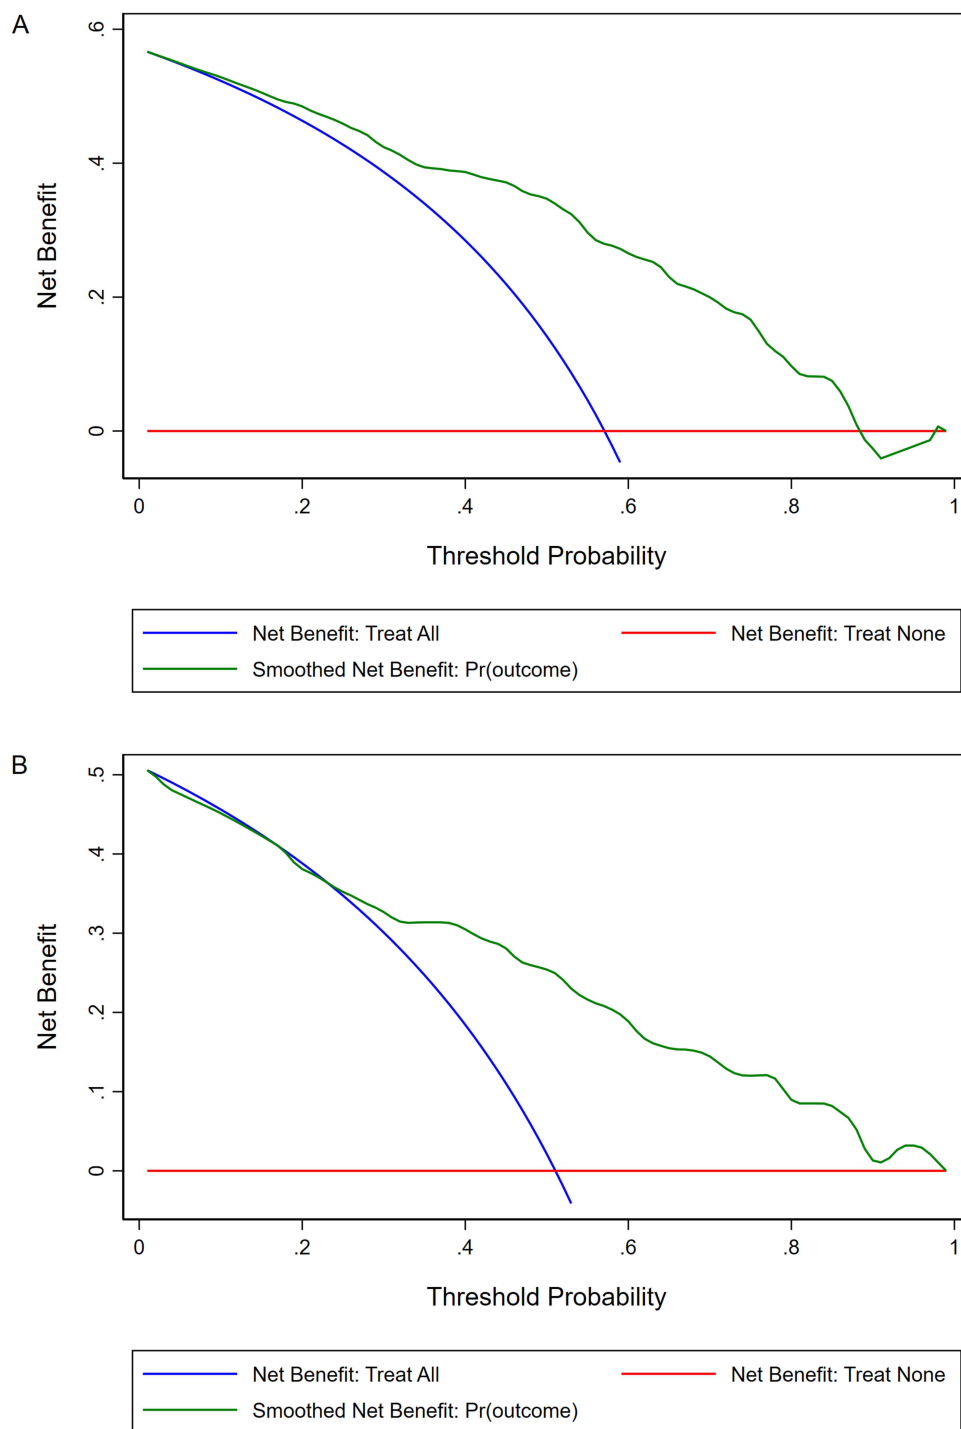 A
.6
.4
.2
0
Net Benefit
0 .2 .4 .6 .8 1
Threshold Probability
Net Benefit: Treat All Net Benefit: Treat None
Smoothed Net Benefit: Pr(outcome)
B
.5
.4
.3
.2
.1
0
Net Benefit
0 .2 .4 .6 .8 1
Threshold Probability
Net Benefit: Treat All Net Benefit: Treat None
Smoothed Net Benefit: Pr(outcome)